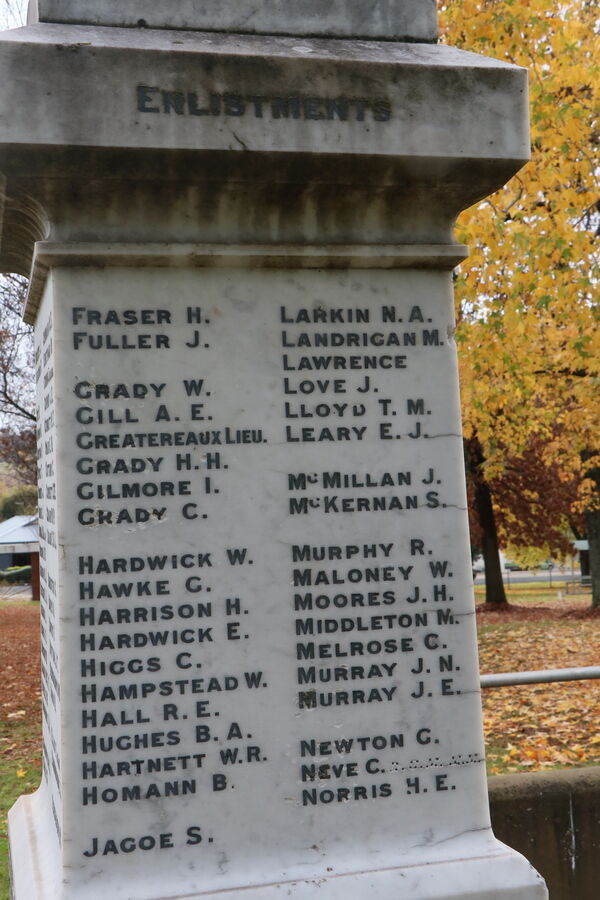 ENLISTMENTS
FRASER H.
FULLER J.
GRADY W.
GILL A. E.
GREATEREAUX LIEU.
GRADY H. H.
GILMORE I.
GRADY C.
HARDWICK W.
HAWKE G.
HARRISON H.
HARDWICK E.
HIGGS C.
HAMPSTEAD W.
HALL R. E.
HUGHES B. A.
HARTNETT W. R.
HOMANN B.
JAGOE S.
LARKIN N. A.
LANDRIGAN M.
LAWRENCE
LOVE J.
LLOYD T. M.
LEARY E. J.
McMILLAN J.
McKERNAN S.
MURPHY R.
MALONEY W.
MOORES J. H.
MIDDLETON M.
MELROSE C.
MURRAY J. N.
MURRAY J. E.
NEWTON G.
NEVE C.
NORRIS H. E.